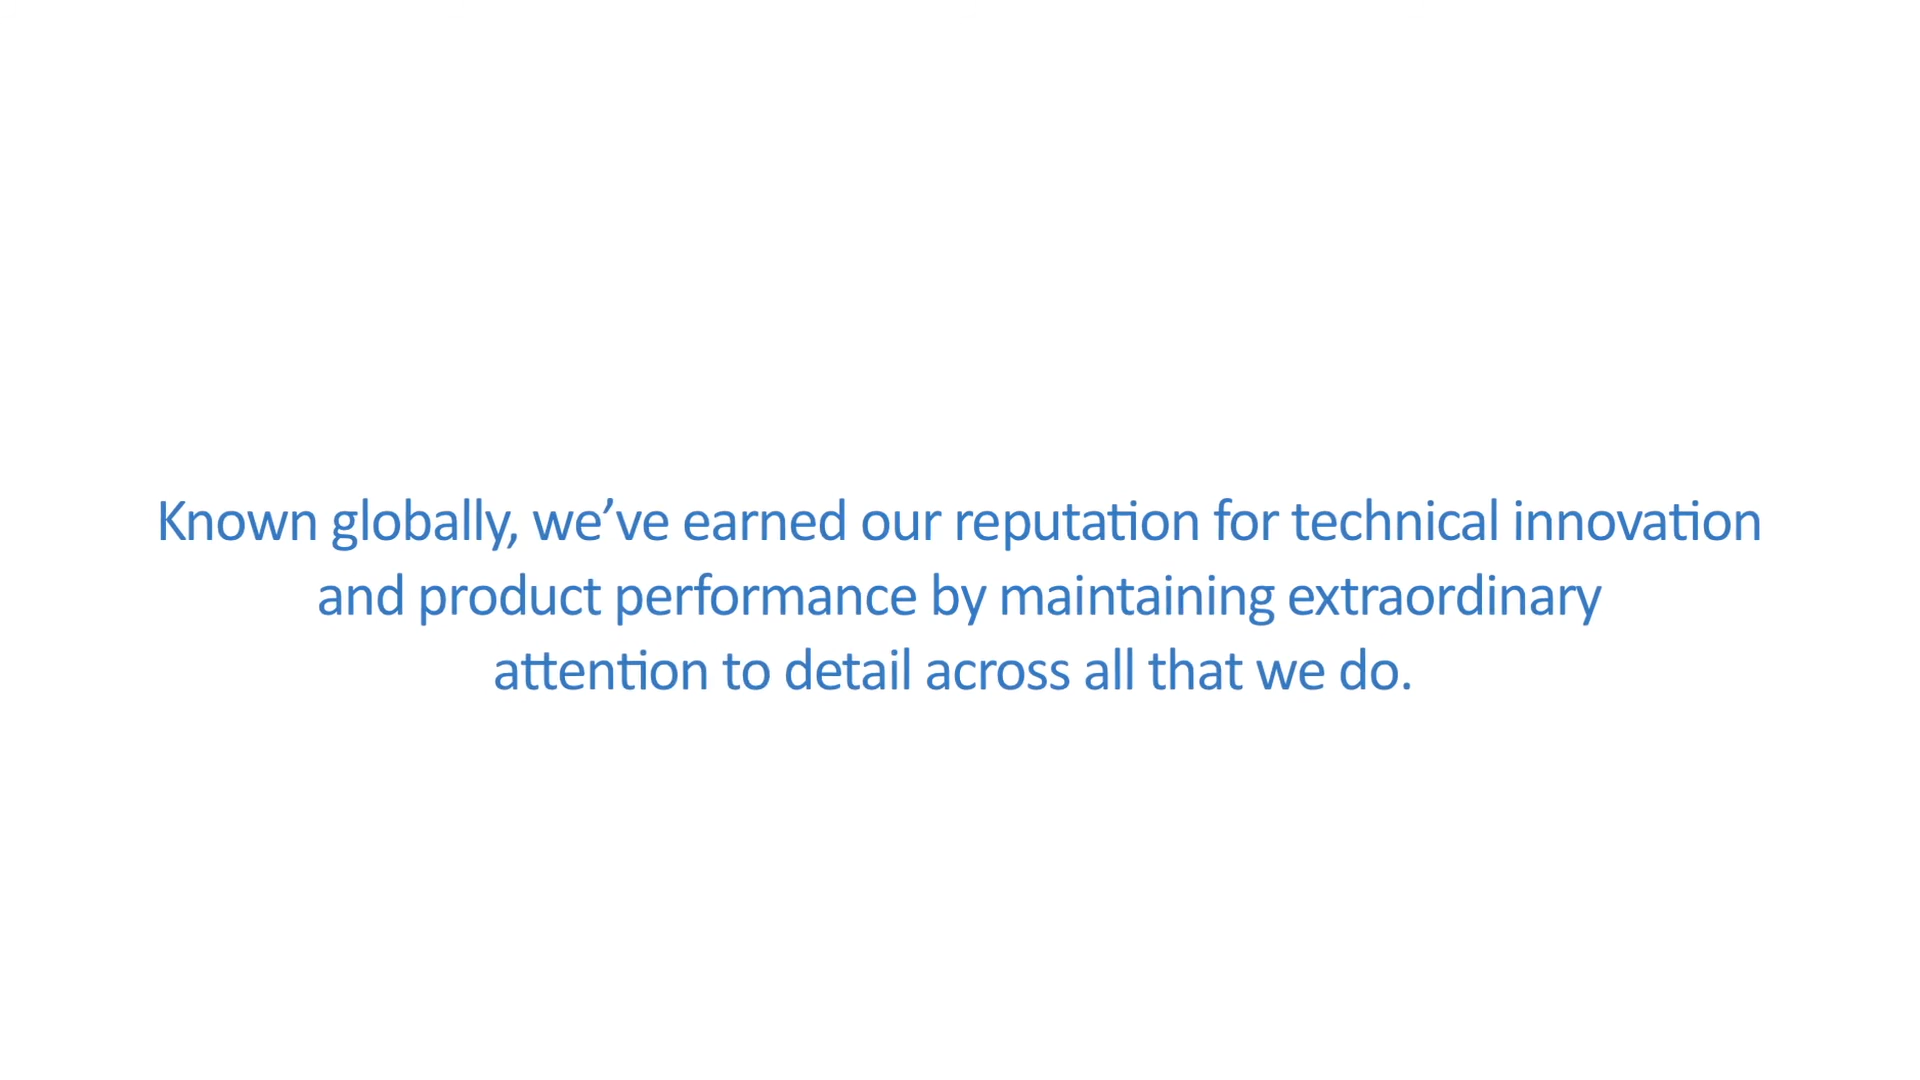 Known globally, we’ve earned our reputation for technical innovation
and product performance by maintaining extraordinary
attention to detail across all that we do.